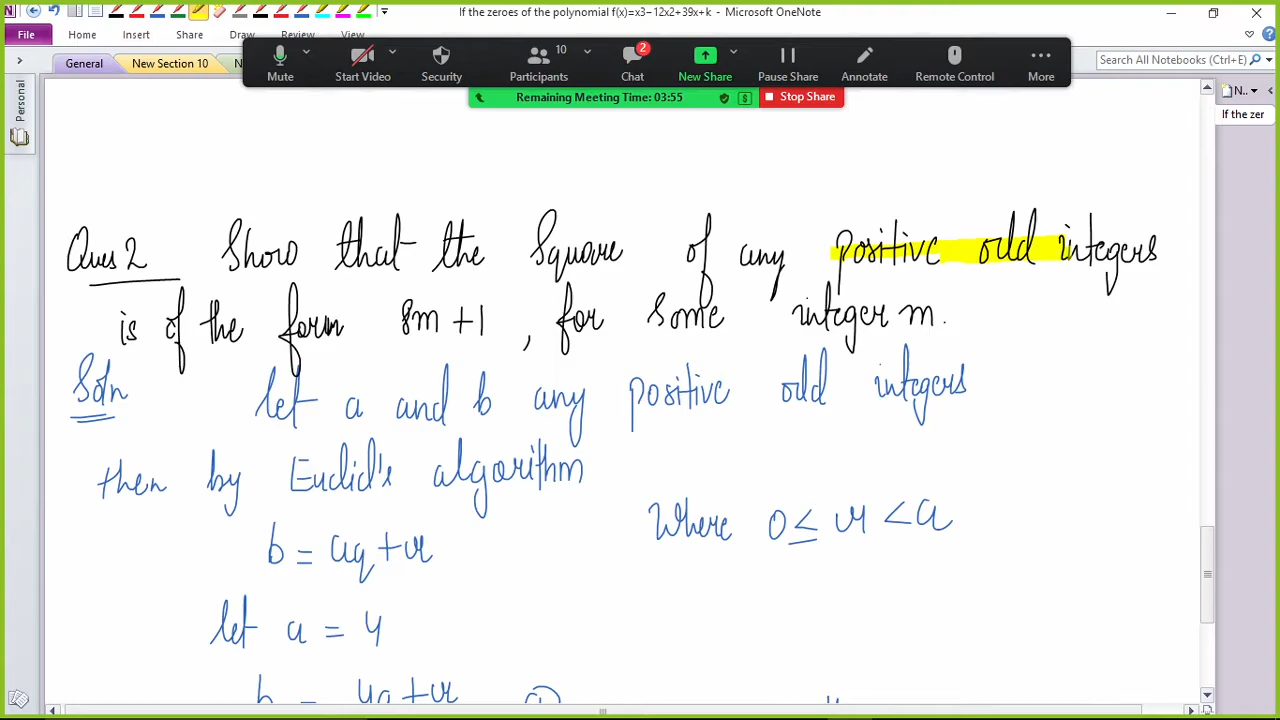 If the zeroes of the polynomial f(x)=x3−12x2+39x+k - Microsoft OneNote
File Home Insert Share Draw Review View
Mute Start Video Security Participants 10 Chat 2 New Share Pause Share Annotate Remote Control More
General New Section 10 N
Search All Notebooks (Ctrl+E)
Remaining Meeting Time: 03:55 Stop Share
N..
If the zer
Personal
Ques 2 Show that the Square of any positive odd integers
is of the form 8m +1 , for some integer m.
Soln let a and b any positive odd integers
then by Euclid's algorithm
b = aq + r Where 0 ≤ r < a
let a = 4
b = 4q + r